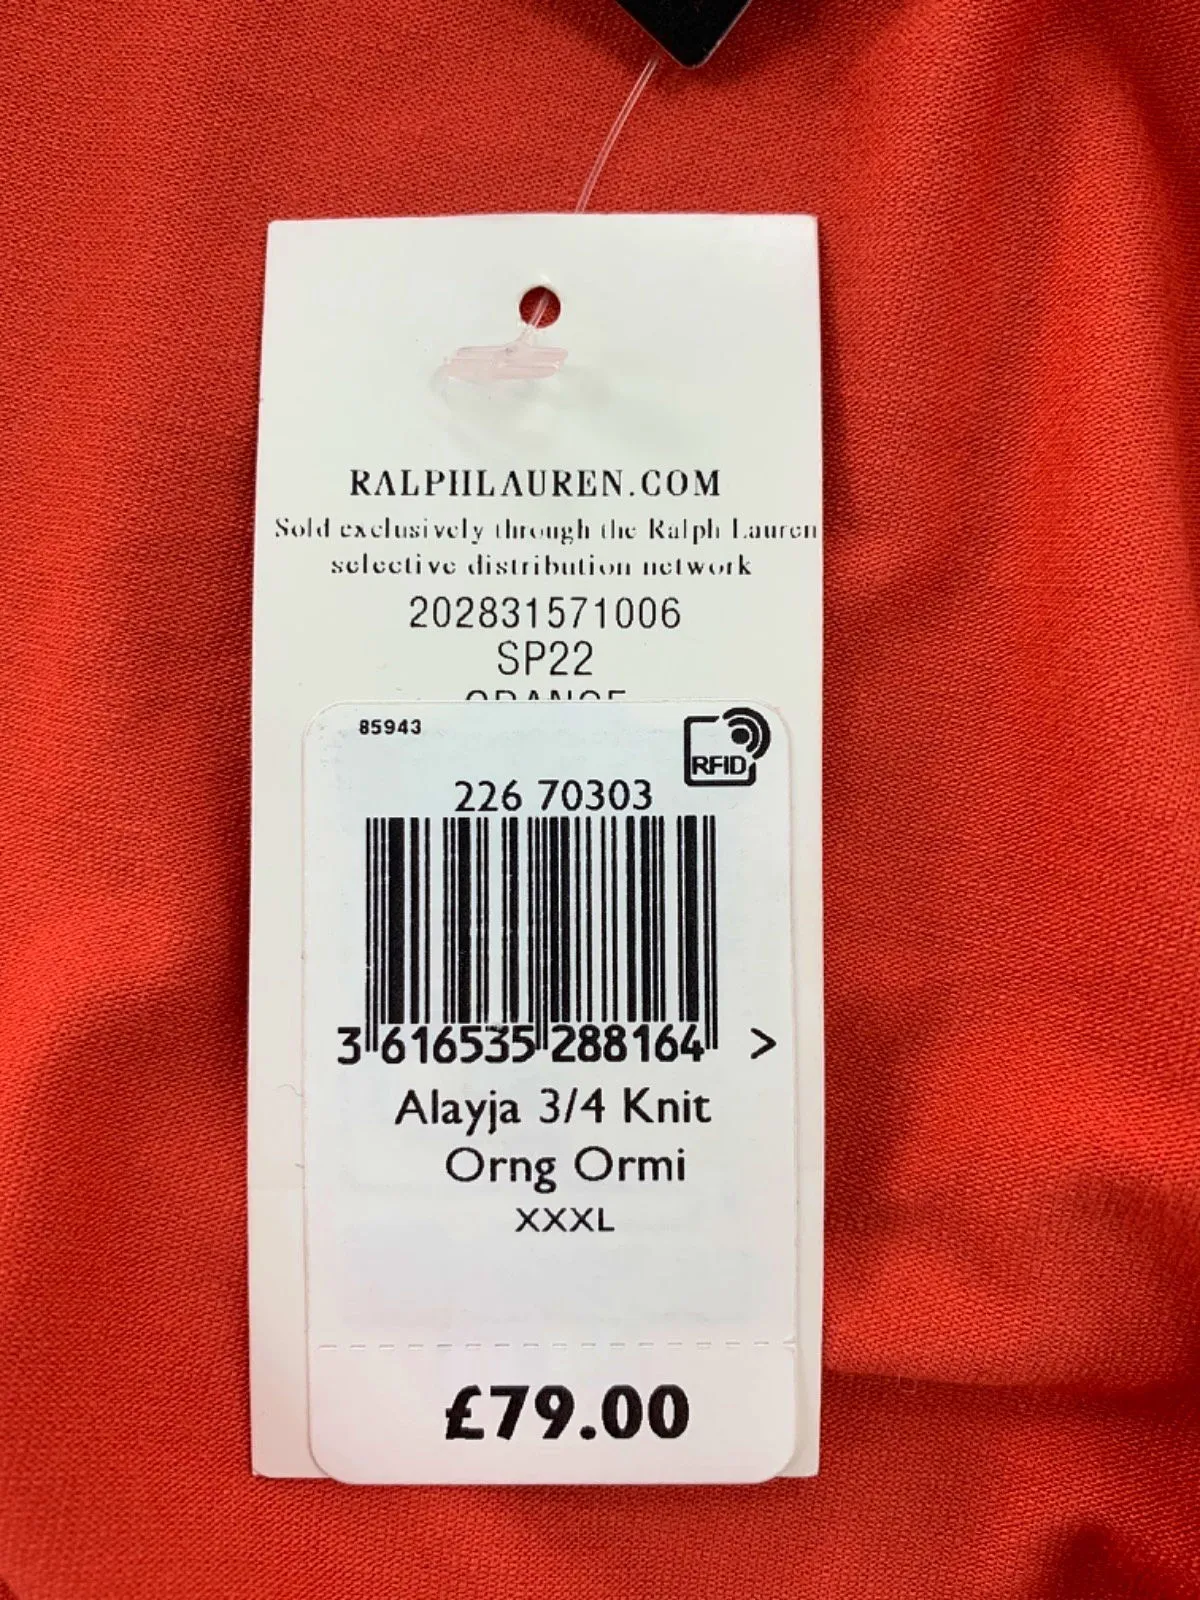 RALPHLAUREN.COM
Sold exclusively through the Ralph Lauren
selective distribution network
202831571006
SP22
ORANGE
85943
RFID
226 70303
3 616535 288164 >
Alayja 3/4 Knit
Orng Ormi
XXXL
£79.00